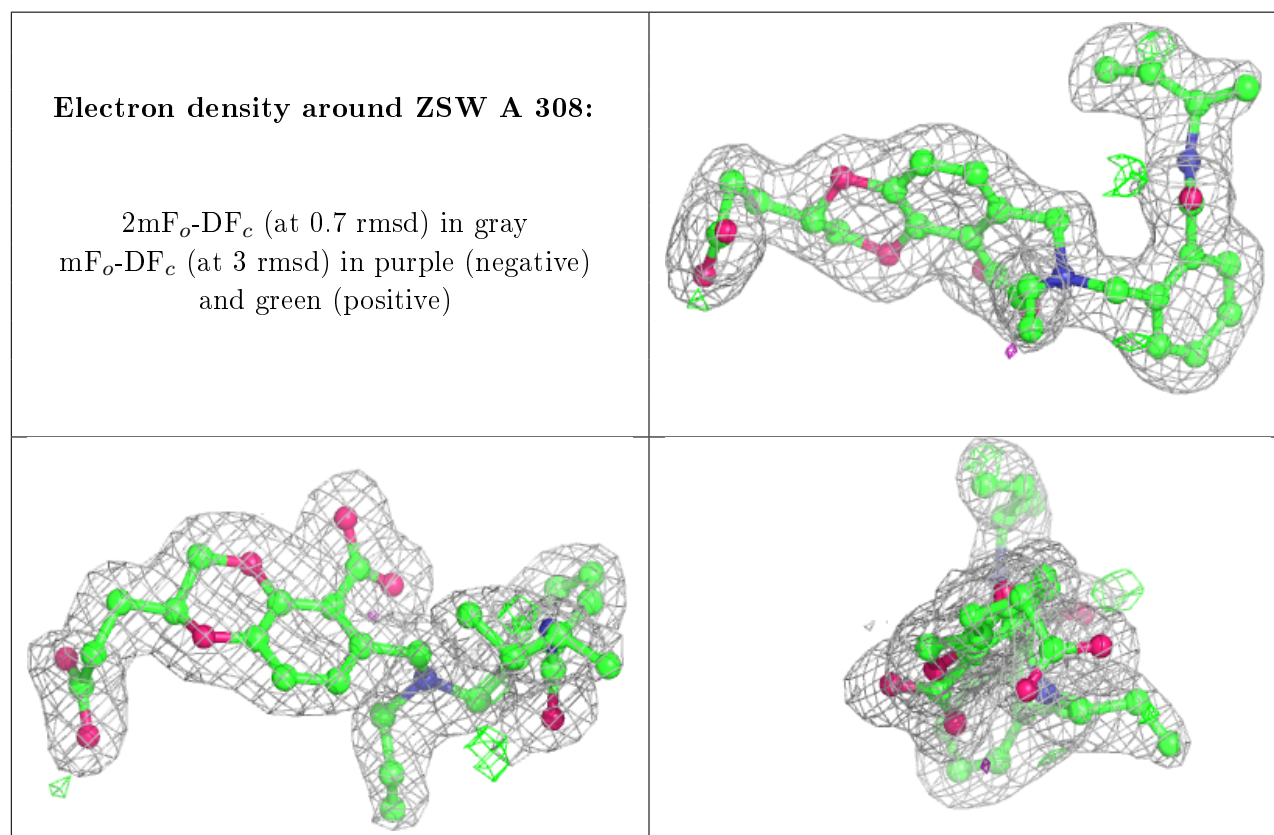 Electron density around ZSW A 308:
2mFₒ-DF𝒸 (at 0.7 rmsd) in gray
mFₒ-DF𝒸 (at 3 rmsd) in purple (negative)
and green (positive)